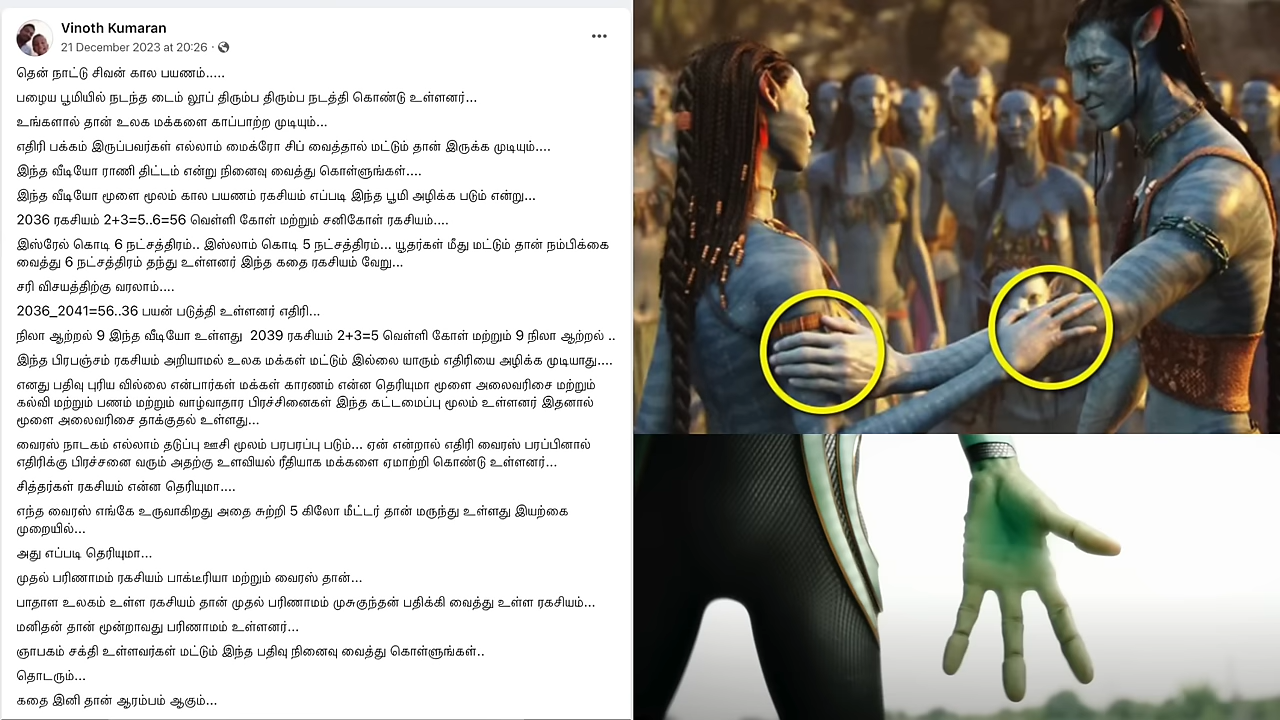 Vinoth Kumaran
21 December 2023 at 20:26 ·
தென் நாட்டு சிவன் கால பயணம்.....
பழைய பூமியில் நடந்த டைம் லூப் திரும்ப திரும்ப நடத்தி கொண்டு உள்ளனர்...
உங்களால் தான் உலக மக்களை காப்பாற்ற முடியும்...
எதிரி பக்கம் இருப்பவர்கள் எல்லாம் மைக்ரோ சிப் வைத்தால் மட்டும் தான் இருக்க முடியும்....
இந்த வீடியோ ராணி திட்டம் என்று நினைவு வைத்து கொள்ளுங்கள்....
இந்த வீடியோ மூளை மூலம் கால பயணம் ரகசியம் எப்படி இந்த பூமி அழிக்க படும் என்று...
2036 ரகசியம் 2+3=5..6=56 வெள்ளி கோள் மற்றும் சனிகோள் ரகசியம்....
இஸ்ரேல் கொடி 6 நட்சத்திரம்.. இஸ்லாம் கொடி 5 நட்சத்திரம்... யூதர்கள் மீது மட்டும் தான் நம்பிக்கை
வைத்து 6 நட்சத்திரம் தந்து உள்ளனர் இந்த கதை ரகசியம் வேறு...
சரி விசயத்திற்கு வரலாம்....
2036_2041=56..36 பயன் படுத்தி உள்ளனர் எதிரி...
நிலா ஆற்றல் 9 இந்த வீடியோ உள்ளது 2039 ரகசியம் 2+3=5 வெள்ளி கோள் மற்றும் 9 நிலா ஆற்றல் ..
இந்த பிரபஞ்சம் ரகசியம் அறியாமல் உலக மக்கள் மட்டும் இல்லை யாரும் எதிரியை அழிக்க முடியாது....
எனது பதிவு புரிய வில்லை என்பார்கள் மக்கள் காரணம் என்ன தெரியுமா மூளை அலைவரிசை மற்றும்
கல்வி மற்றும் பணம் மற்றும் வாழ்வாதார பிரச்சினைகள் இந்த கட்டமைப்பு மூலம் உள்ளனர் இதனால்
மூளை அலைவரிசை தாக்குதல் உள்ளது...
வைரஸ் நாடகம் எல்லாம் தடுப்பு ஊசி மூலம் பரபரப்பு படும்... ஏன் என்றால் எதிரி வைரஸ் பரப்பினால்
எதிரிக்கு பிரச்சனை வரும் அதற்கு உளவியல் ரீதியாக மக்களை ஏமாற்றி கொண்டு உள்ளனர்...
சித்தர்கள் ரகசியம் என்ன தெரியுமா....
எந்த வைரஸ் எங்கே உருவாகிறது அதை சுற்றி 5 கிலோ மீட்டர் தான் மருந்து உள்ளது இயற்கை
முறையில்...
அது எப்படி தெரியுமா...
முதல் பரிணாமம் ரகசியம் பாக்டீரியா மற்றும் வைரஸ் தான்...
பாதாள உலகம் உள்ள ரகசியம் தான் முதல் பரிணாமம் முசுகுந்தன் பதிக்கி வைத்து உள்ள ரகசியம்...
மனிதன் தான் மூன்றாவது பரிணாமம் உள்ளனர்...
ஞாபகம் சக்தி உள்ளவர்கள் மட்டும் இந்த பதிவு நினைவு வைத்து கொள்ளுங்கள்..
தொடரும்...
கதை இனி தான் ஆரம்பம் ஆகும்...